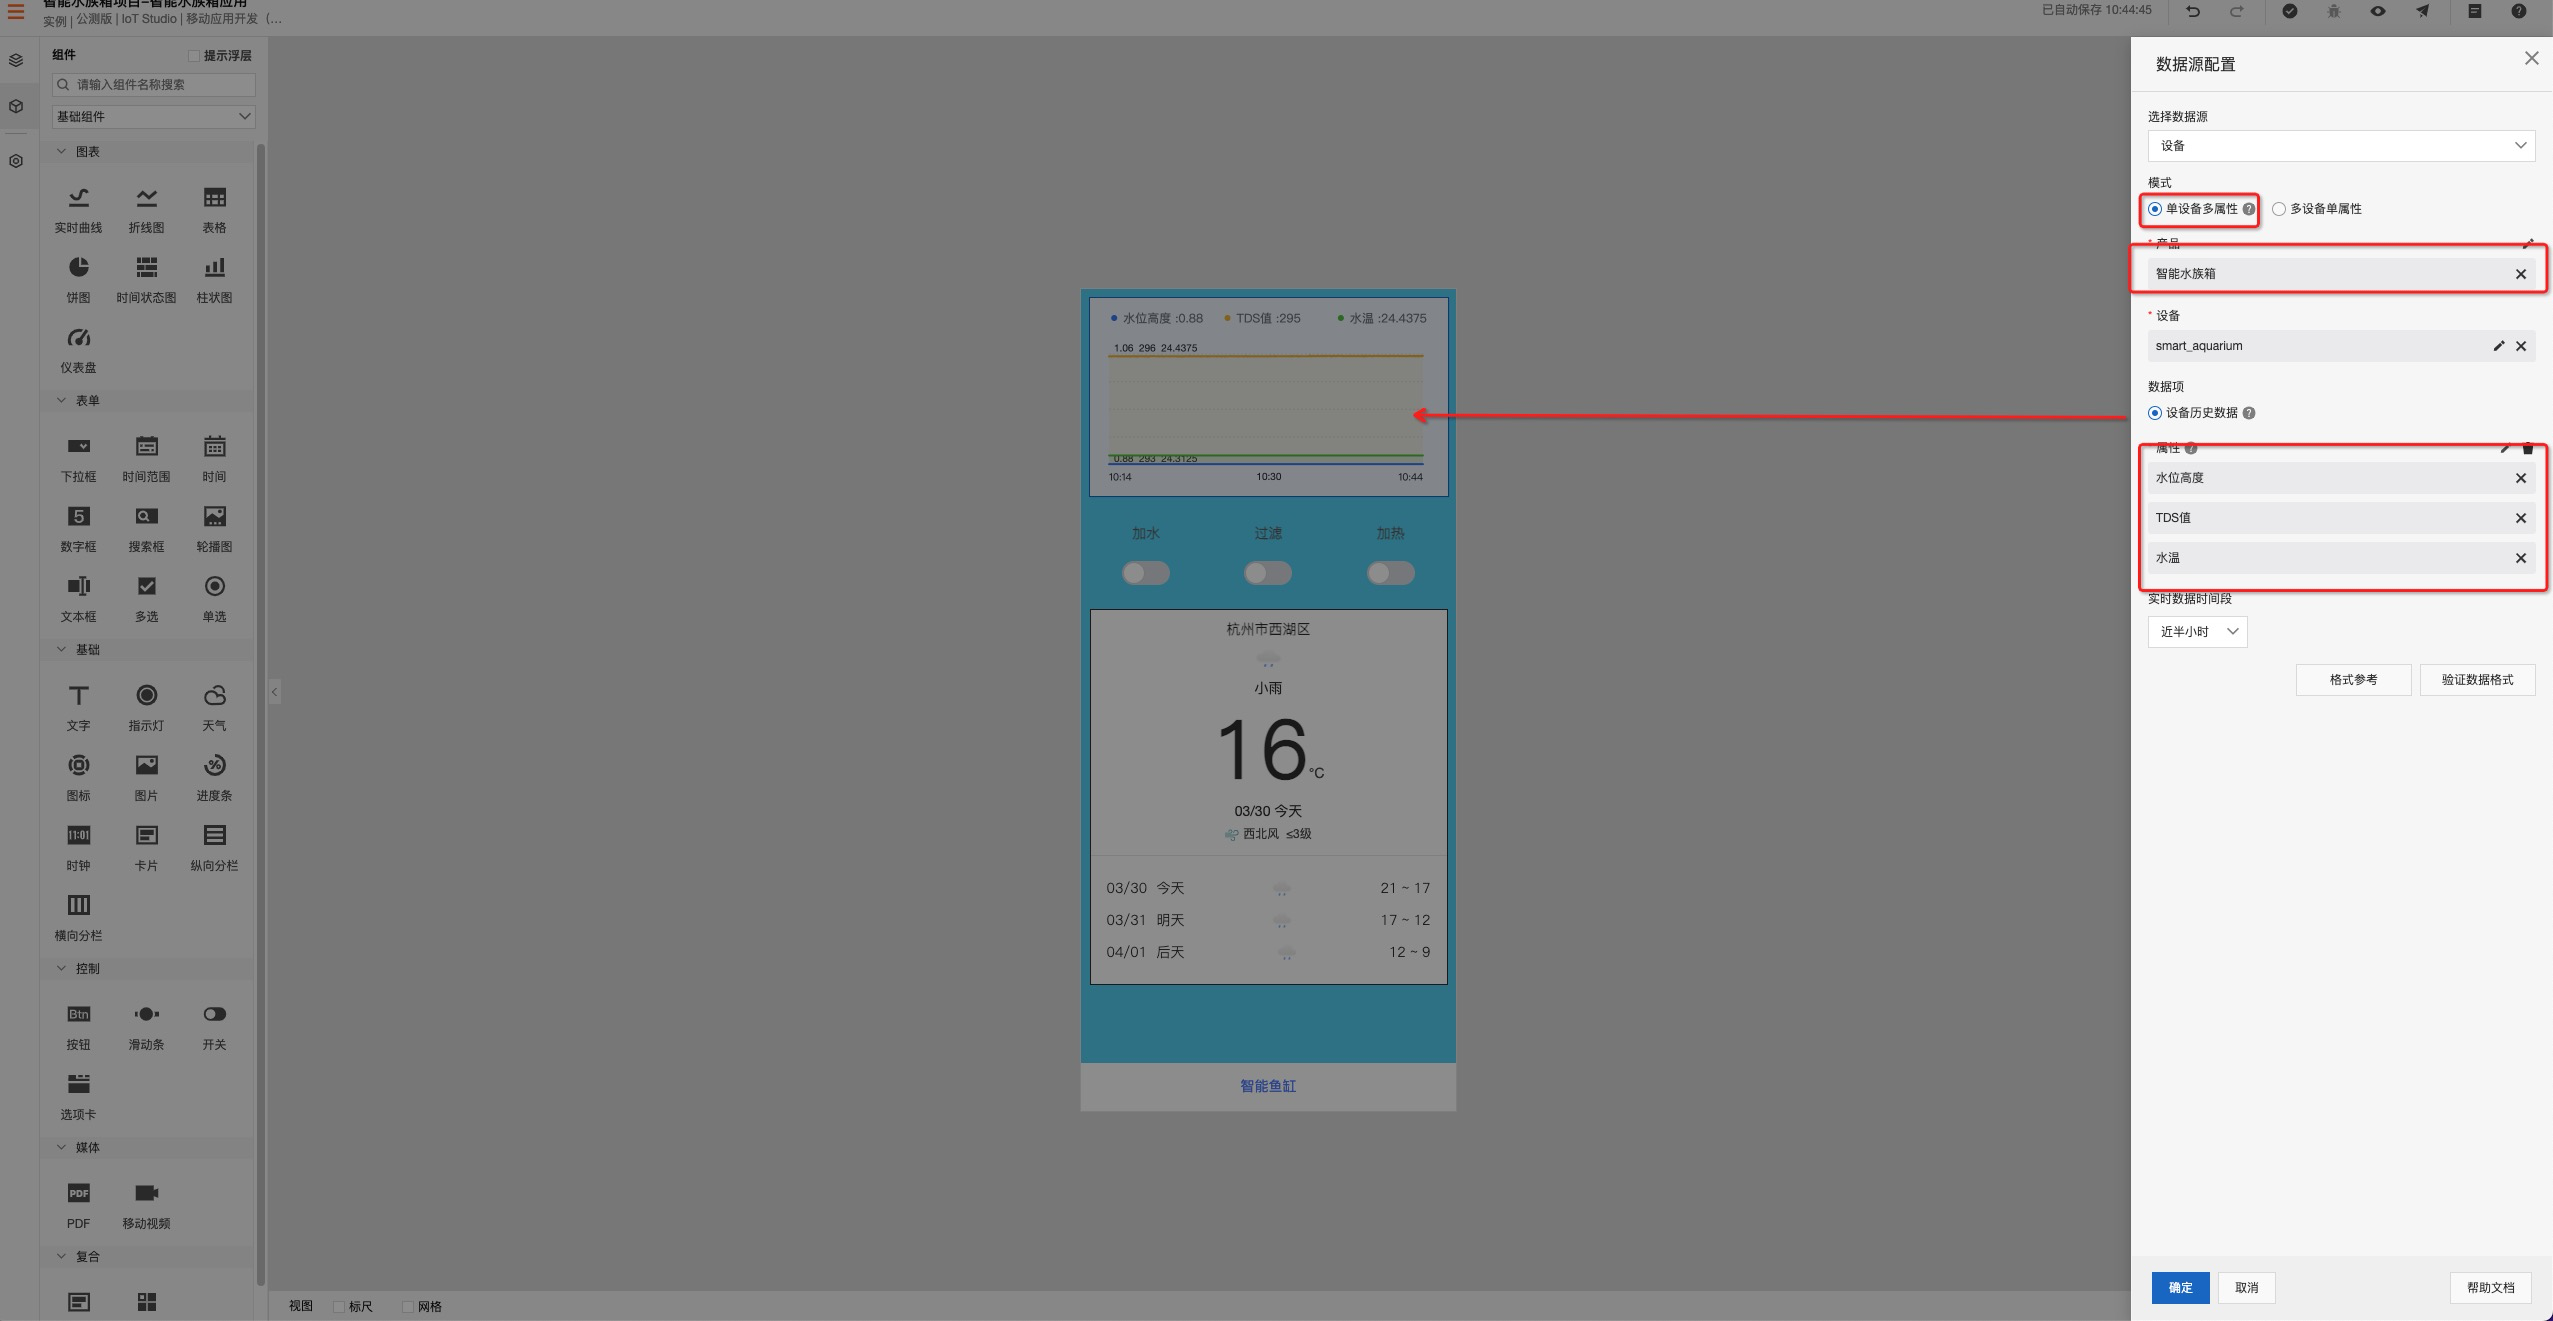 智能水族箱项目-智能水族箱应用
实例 | 公测版 | IoT Studio | 移动应用开发 (...
已自动保存 10:44:45
组件
提示浮层
请输入组件名称搜索
基础组件
图表
实时曲线 折线图 表格
饼图 时间状态图 柱状图
仪表盘
表单
下拉框 时间范围 时间
5
数字框 搜索框 轮播图
文本框 多选 单选
基础
文字 指示灯 天气
图标 图片 进度条
11:01
时钟 卡片 纵向分栏
横向分栏
控制
Btn
按钮 滑动条 开关
选项卡
媒体
PDF
PDF 移动视频
复合
水位高度 :0.88 TDS值 :295 水温 :24.4375
1.06 296 24.4375
0.88 293 24.3125
10:14 10:30 10:44
加水 过滤 加热
杭州市西湖区
小雨
16°C
03/30 今天
西北风 ≤3级
03/30 今天 21 ~ 17
03/31 明天 17 ~ 12
04/01 后天 12 ~ 9
智能鱼缸
视图 标尺 网格
数据源配置
选择数据源
设备
模式
单设备多属性 ? 多设备单属性
* 产品
智能水族箱
* 设备
smart_aquarium
数据项
设备历史数据 ?
属性 ?
水位高度
TDS值
水温
实时数据时间段
近半小时
格式参考 验证数据格式
确定 取消 帮助文档